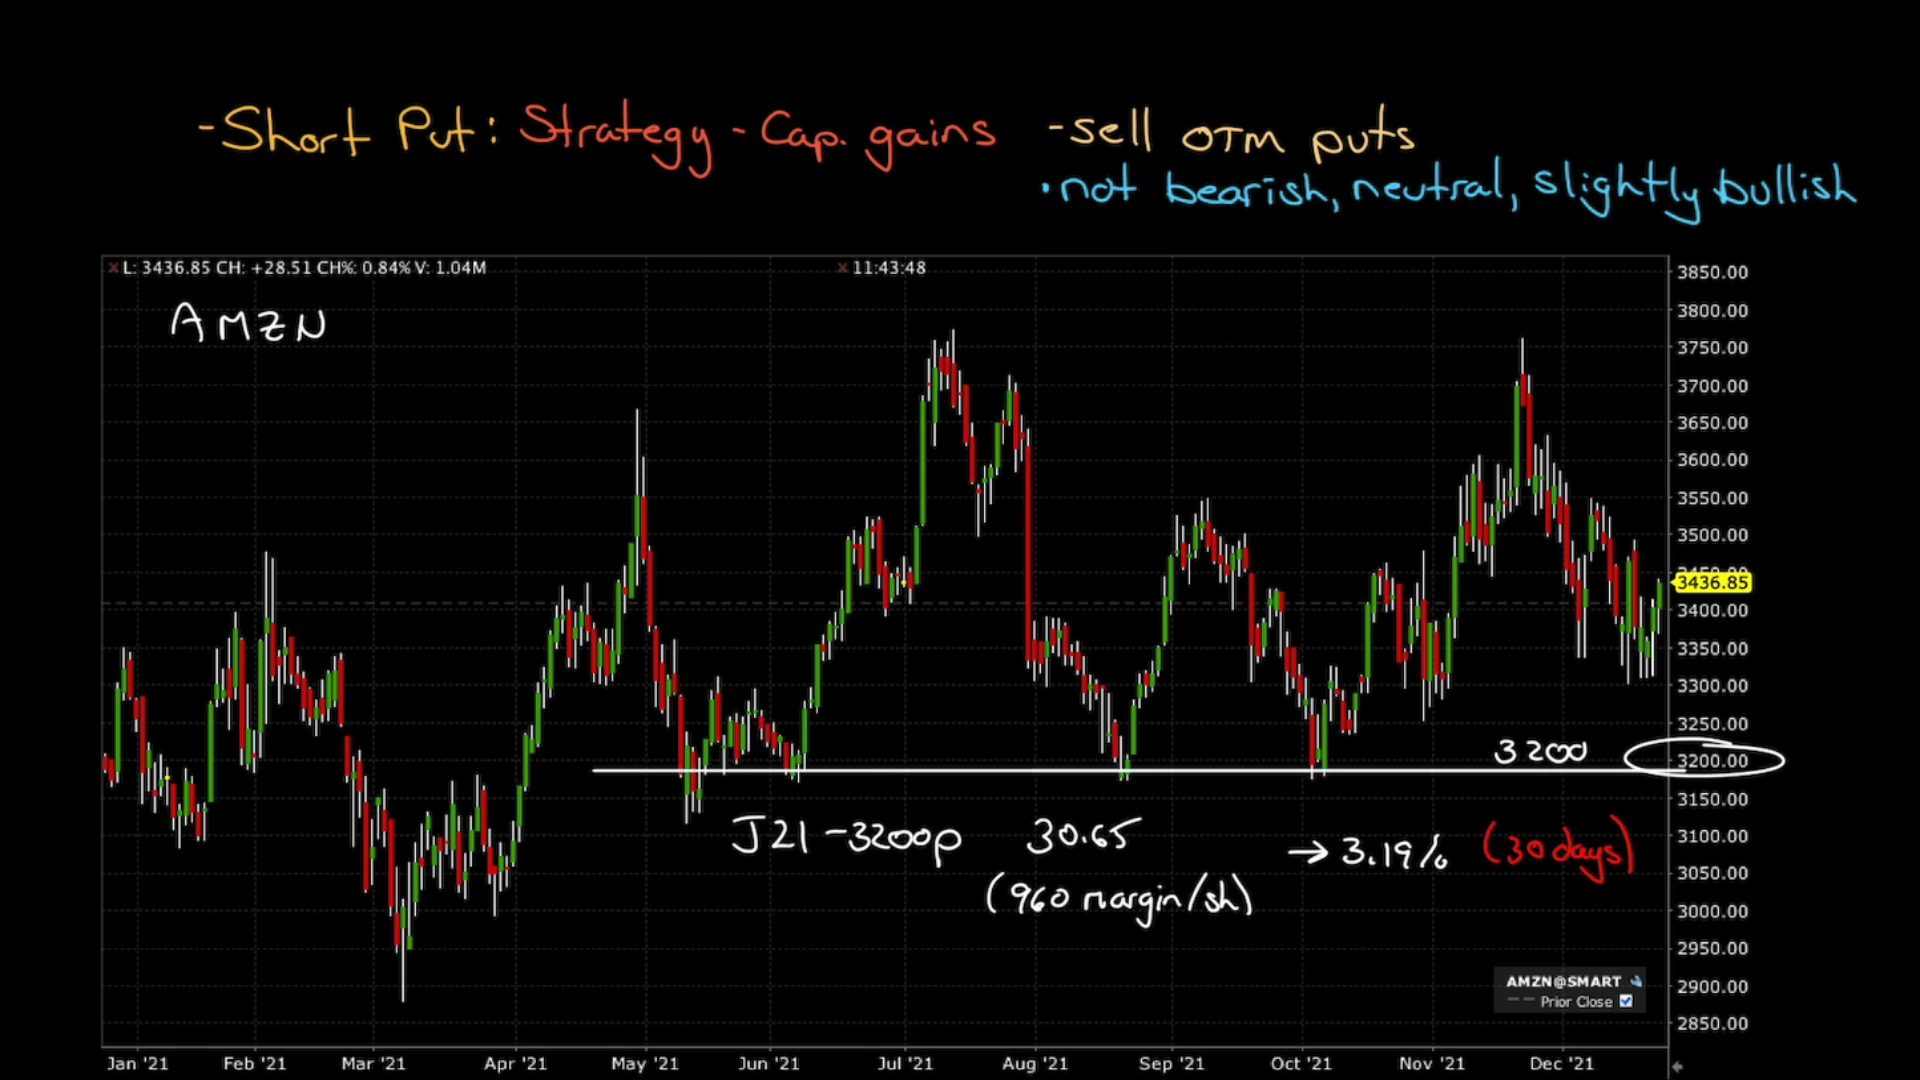 -Short Put: Strategy - Cap. gains -sell OTM puts
• not bearish, neutral, slightly bullish
L: 3436.85 CH: +28.51 CH%: 0.84% V: 1.04M
11:43:48
AMZN
3850.00
3800.00
3750.00
3700.00
3650.00
3600.00
3550.00
3500.00
3436.85
3400.00
3350.00
3300.00
3250.00
3200
3200.00
3150.00
3100.00
3050.00
3000.00
2950.00
2900.00
2850.00
J21 -3200p 30.65
(960 margin/sh)
→ 3.19% (30 days)
AMZN@SMART
Prior Close
Jan '21 Feb '21 Mar '21 Apr '21 May '21 Jun '21 Jul '21 Aug '21 Sep '21 Oct '21 Nov '21 Dec '21